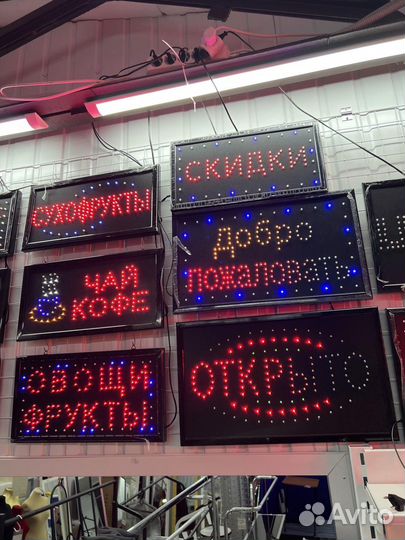 СКИДКИ
СУХОФРУКТЫ
Добро
пожаловать
ЧАЙ
КОФЕ
ОВОЩИ
ФРУКТЫ
ОТКРЫТО
Avito